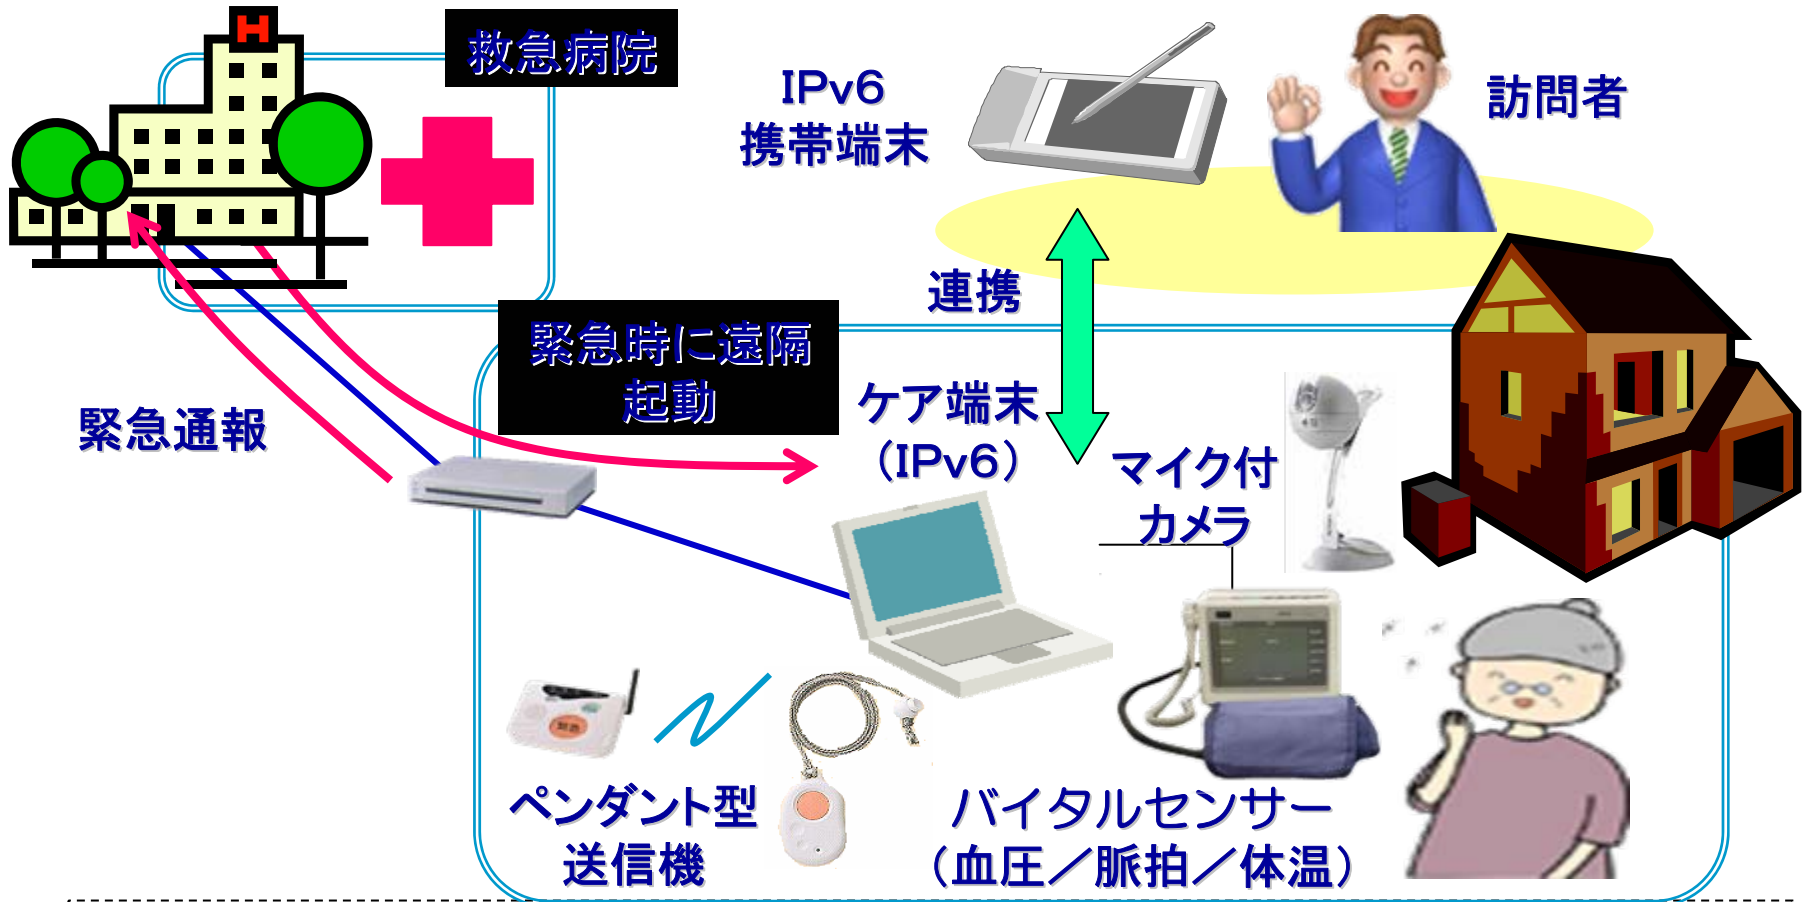 H
救急病院
IPv6
携帯端末
訪問者
連携
緊急時に遠隔
起動
緊急通報
ケア端末
（IPv6）
マイク付
カメラ
緊急
ペンダント型
送信機
バイタルセンサー
（血圧／脈拍／体温）